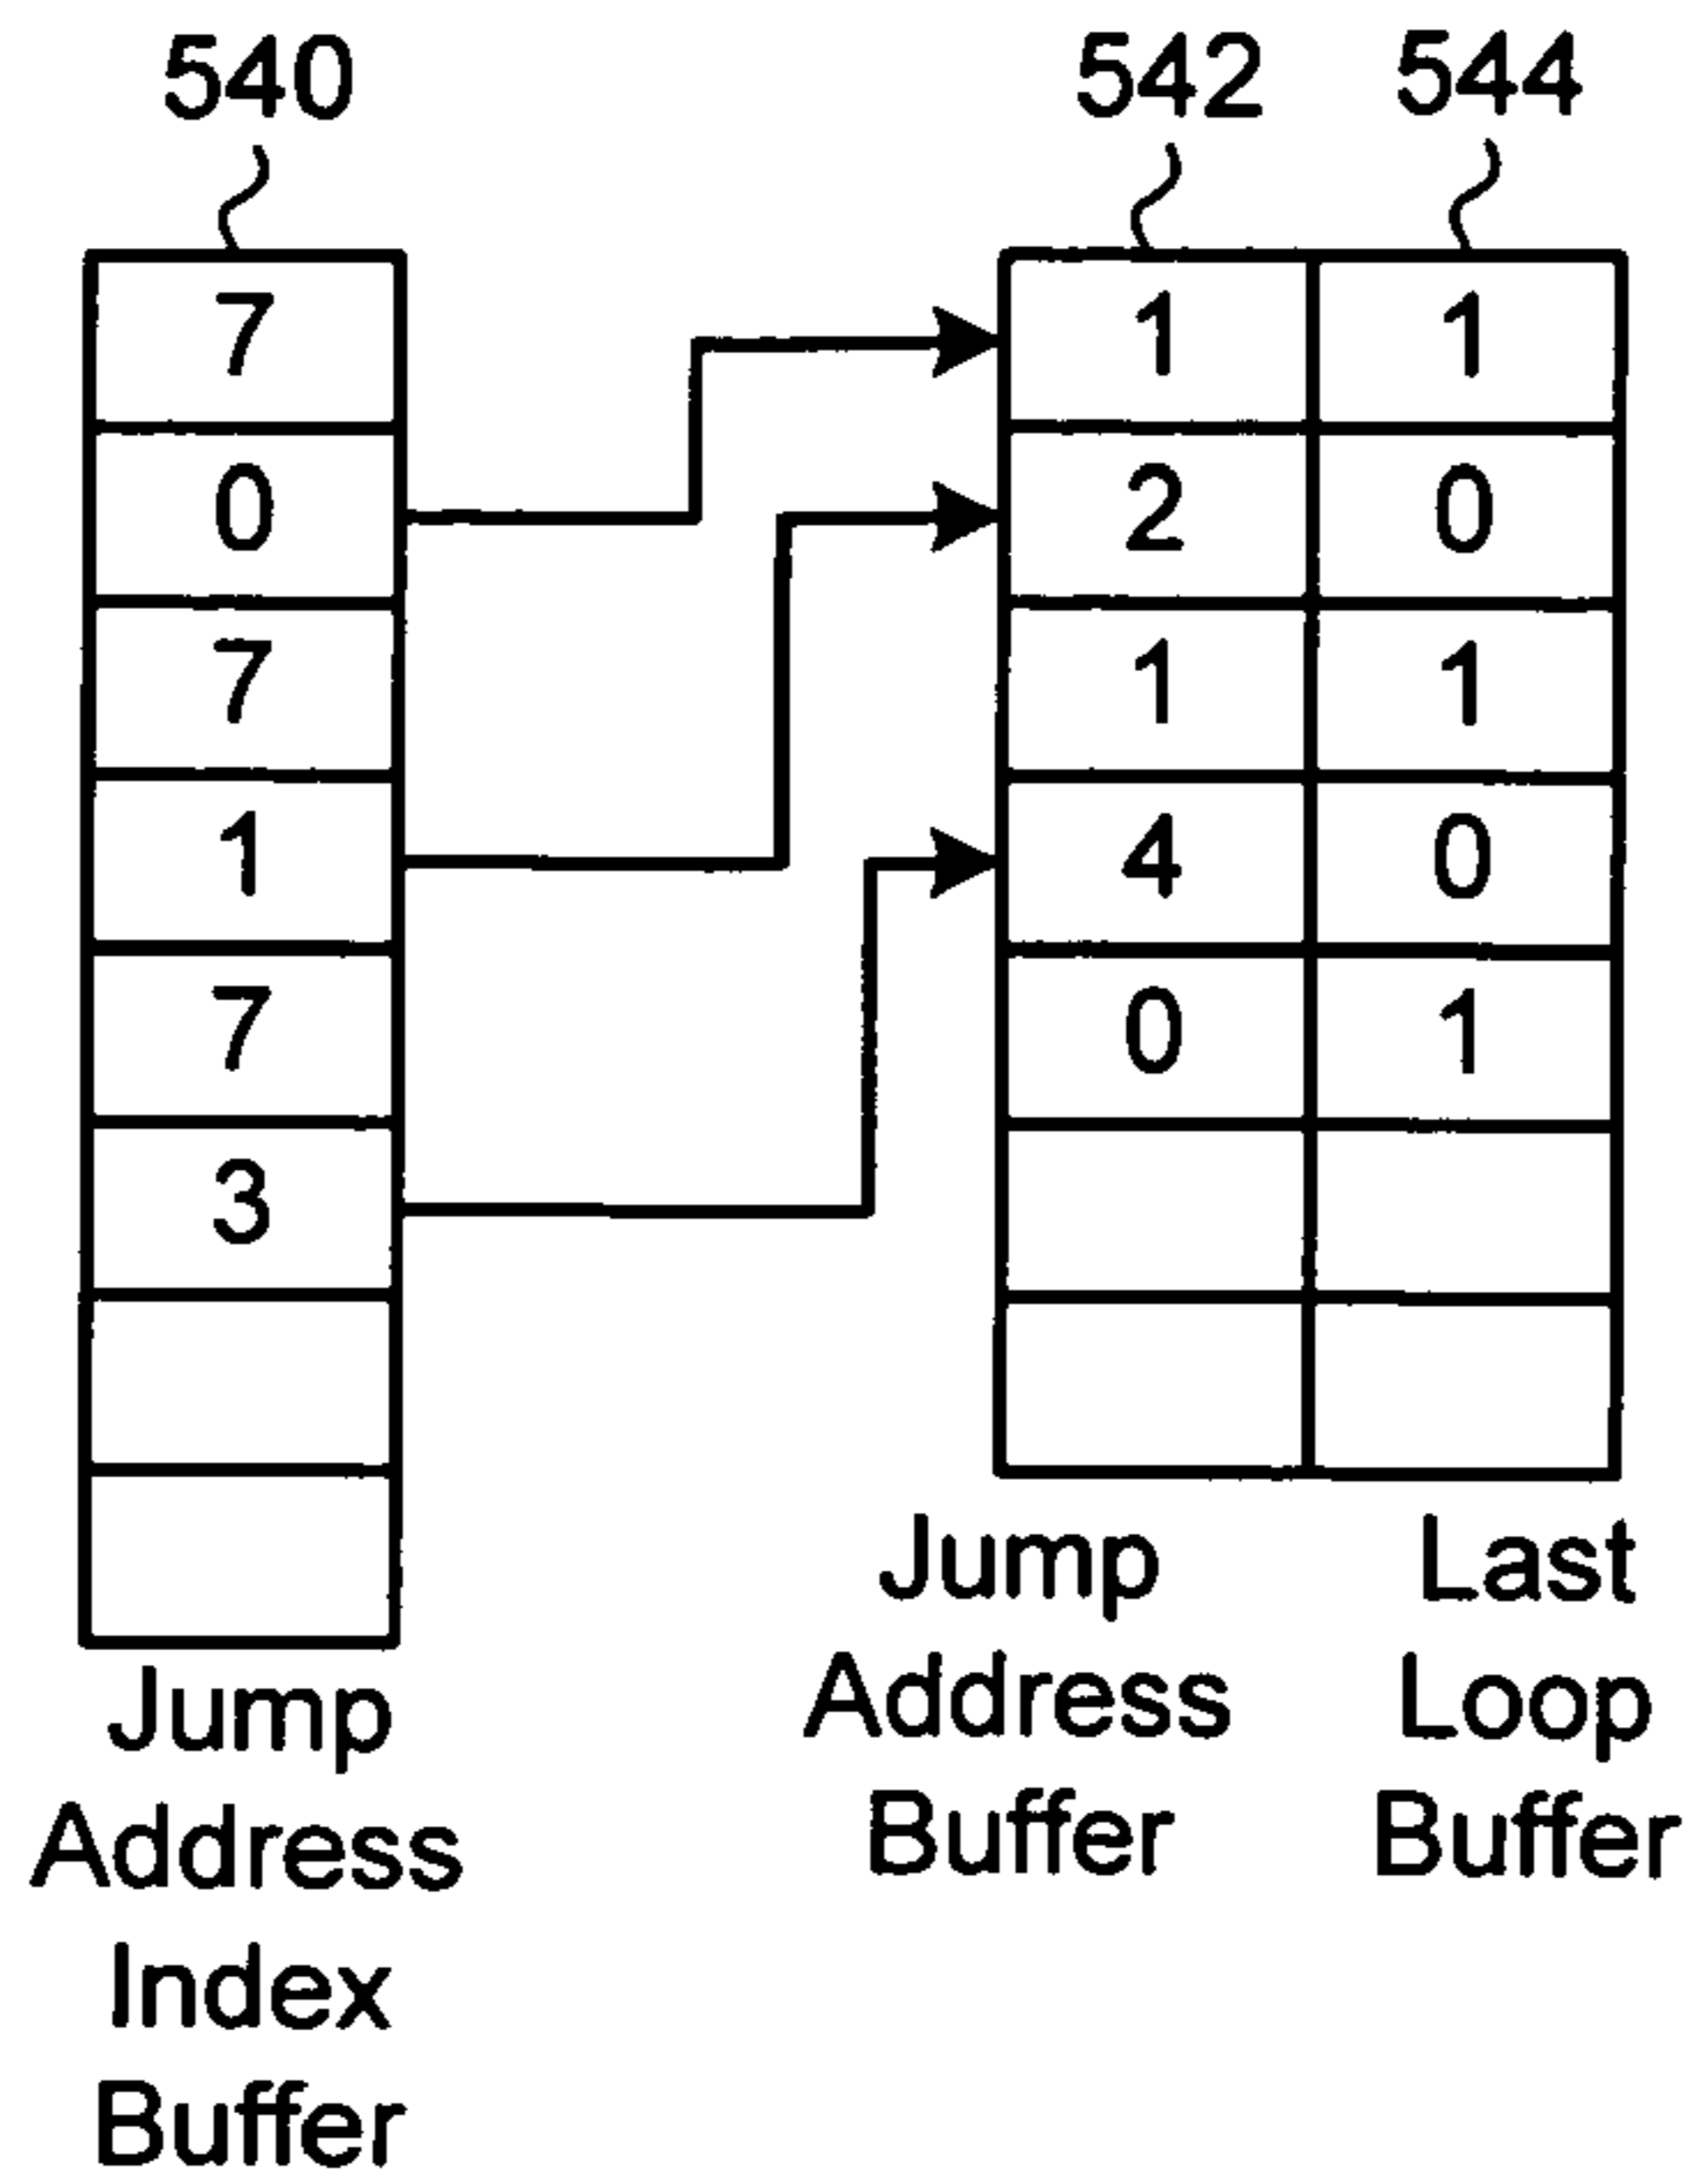 540 542 544
7 1 1
0 2 0
7 1 1
1 4 0
7 0 1
3
Jump Address Index Buffer
Jump Address Buffer
Last Loop Buffer